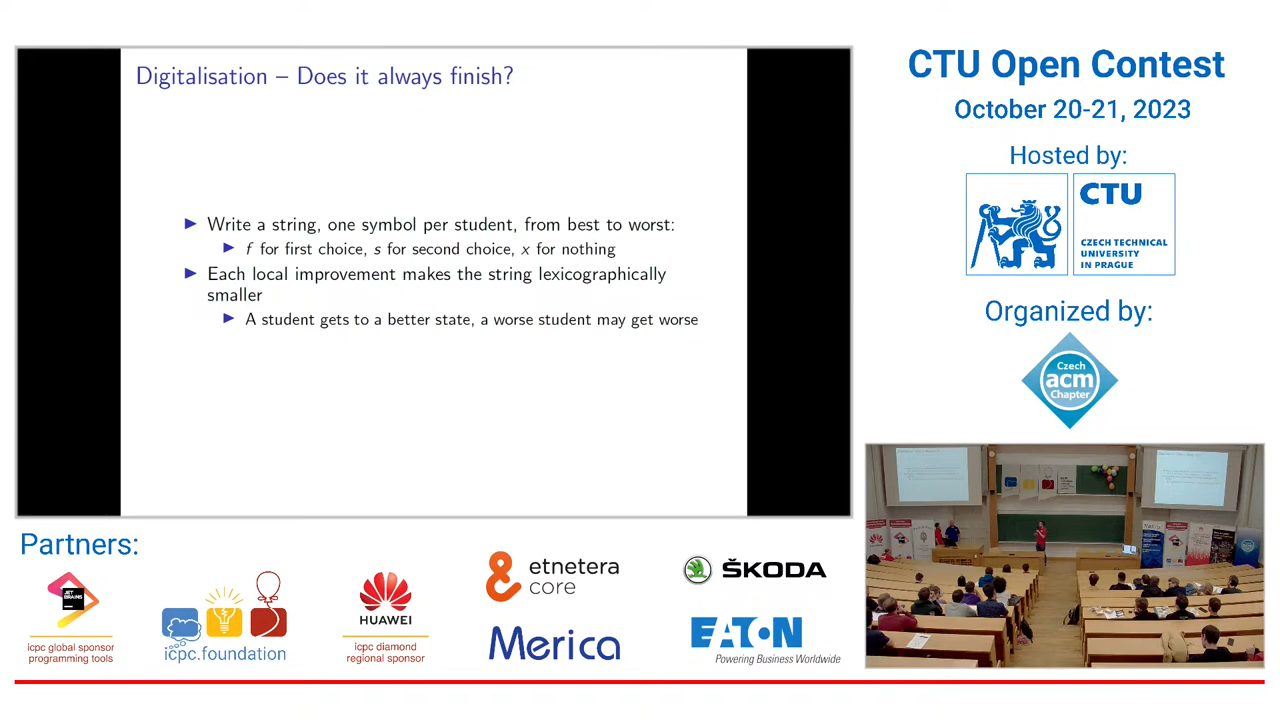 Digitalisation – Does it always finish?
Write a string, one symbol per student, from best to worst:
f for first choice, s for second choice, x for nothing
Each local improvement makes the string lexicographically
smaller
A student gets to a better state, a worse student may get worse
CTU Open Contest
October 20-21, 2023
Hosted by:
CTU
CZECH TECHNICAL
UNIVERSITY
IN PRAGUE
Organized by:
Czech
acm
Chapter
Partners:
JET
BRAINS
icpc global sponsor
programming tools
icpc.foundation
HUAWEI
icpc diamond
regional sponsor
etnetera
core
Merica
ŠKODA
EATON
Powering Business Worldwide